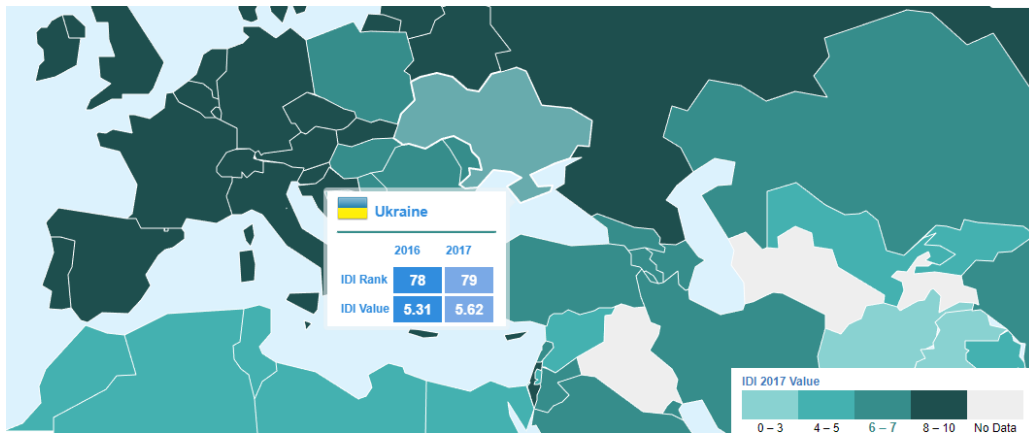 Ukraine
2016 2017
IDI Rank 78 79
IDI Value 5.31 5.62
IDI 2017 Value
0 – 3 4 – 5 6 – 7 8 – 10 No Data